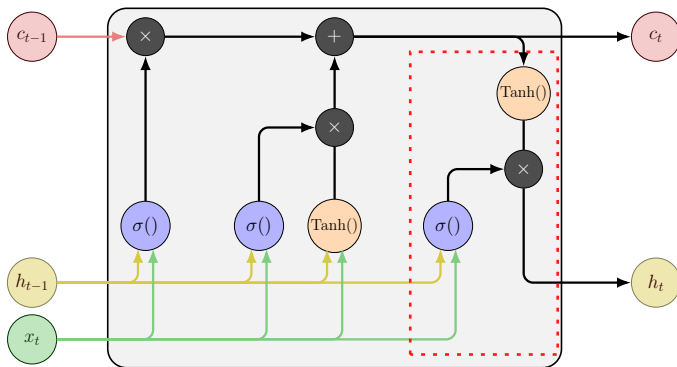 c_{t−1} × + c_t
Tanh()
×
×
σ() σ() Tanh() σ()
h_{t−1} h_t
x_t